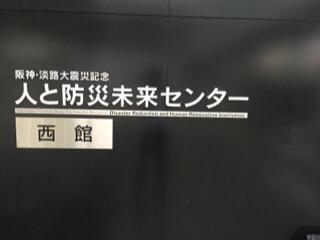 阪神・淡路大震災記念
人と防災未来センター
Disaster Reduction and Human Renovation Institution
西館